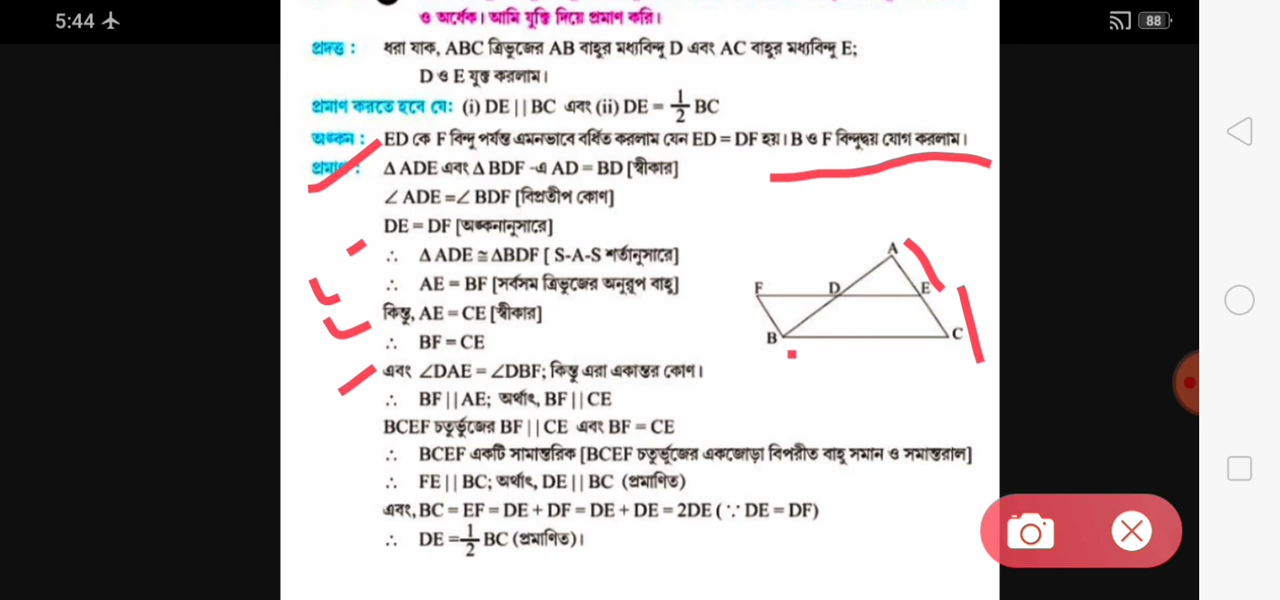 5:44
88
ও অর্ধেক। আমি যুক্তি দিয়ে প্রমাণ করি।
প্রদত্ত : ধরা যাক, ABC ত্রিভুজের AB বাহুর মধ্যবিন্দু D এবং AC বাহুর মধ্যবিন্দু E;
D ও E যুক্ত করলাম।
প্রমাণ করতে হবে যে: (i) DE || BC এবং (ii) DE = 1/2 BC
অঙ্কন : ED কে F বিন্দু পর্যন্ত এমনভাবে বর্ধিত করলাম যেন ED = DF হয়। B ও F বিন্দুদ্বয় যোগ করলাম।
প্রমাণ : Δ ADE এবং Δ BDF -এ AD = BD [স্বীকার]
∠ ADE =∠ BDF [বিপ্রতীপ কোণ]
DE = DF [অঙ্কনানুসারে]
∴ Δ ADE ≅ ΔBDF [ S-A-S শর্তানুসারে]
∴ AE = BF [সর্বসম ত্রিভুজের অনুরূপ বাহু]
কিন্তু, AE = CE [স্বীকার]
∴ BF = CE
এবং ∠DAE = ∠DBF; কিন্তু এরা একান্তর কোণ।
∴ BF || AE; অর্থাৎ, BF || CE
BCEF চতুর্ভুজের BF || CE এবং BF = CE
∴ BCEF একটি সামান্তরিক [BCEF চতুর্ভুজের একজোড়া বিপরীত বাহু সমান ও সমান্তরাল]
∴ FE || BC; অর্থাৎ, DE || BC (প্রমাণিত)
এবং, BC = EF = DE + DF = DE + DE = 2DE ( ∵ DE = DF)
∴ DE = 1/2 BC (প্রমাণিত)।
A
F D E
B C